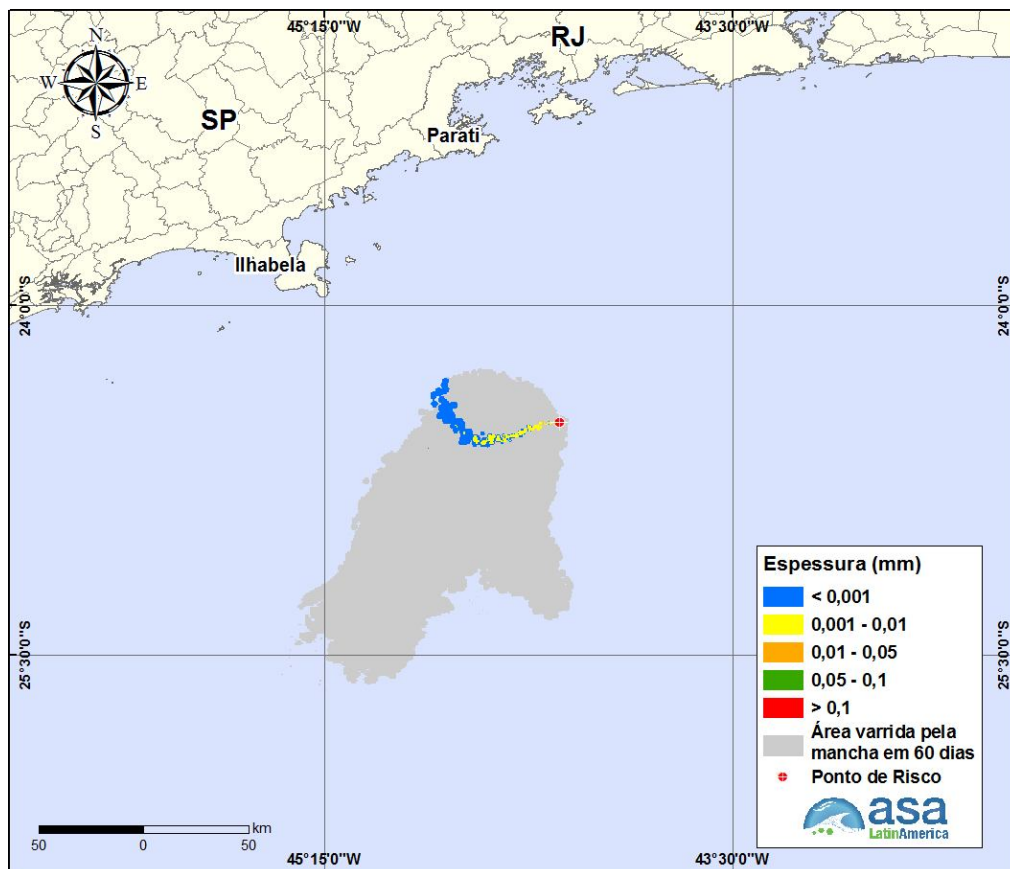 45°15'0"W
43°30'0"W
RJ
N
W
E
S
SP
Parati
Ilhabela
24°0'0"S
24°0'0"S
25°30'0"S
25°30'0"S
Espessura (mm)
< 0,001
0,001 - 0,01
0,01 - 0,05
0,05 - 0,1
> 0,1
Área varrida pela
mancha em 60 dias
Ponto de Risco
asa
LatinAmerica
km
50 0 50
45°15'0"W
43°30'0"W